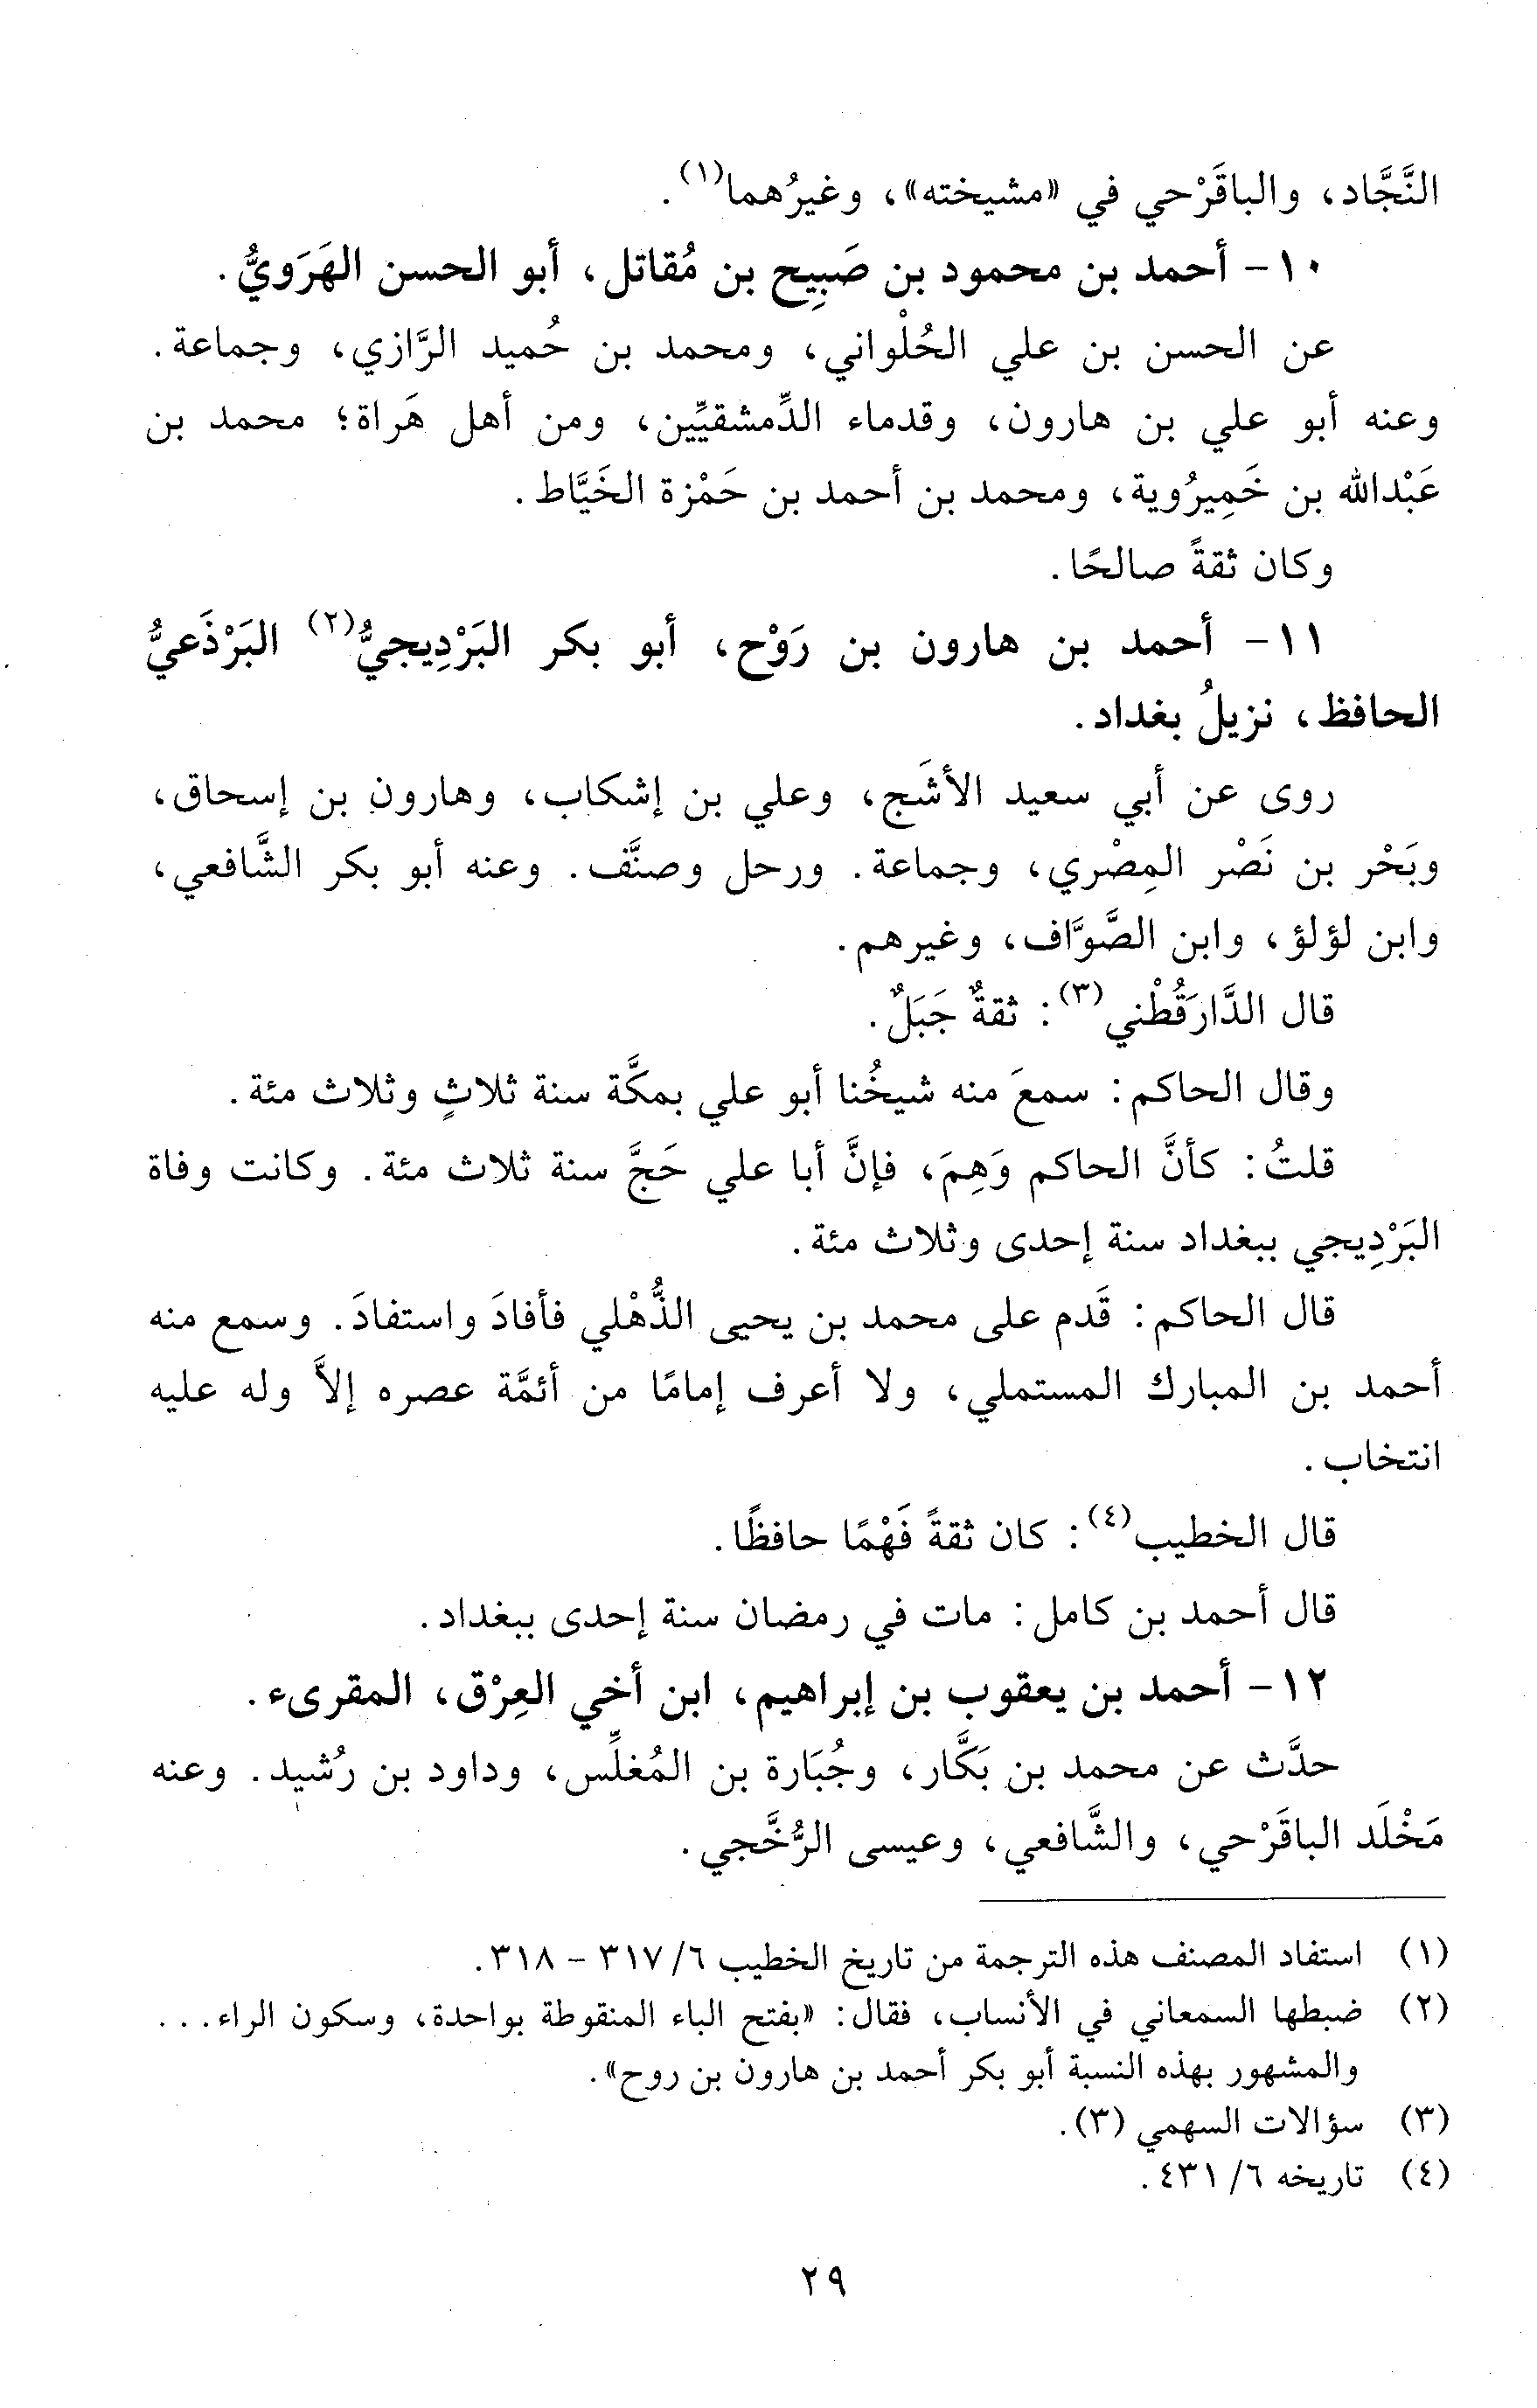 النَّجَّاد، والباقَرْحي في «مشيخته»، وغيرُهما(١).
١٠- أحمد بن محمود بن صَبِيح بن مُقاتل، أبو الحسن الهَرَويُّ.
عن الحسن بن علي الحُلْواني، ومحمد بن حُميد الرَّازي، وجماعة.
وعنه أبو علي بن هارون، وقدماء الدِّمشقيِّين، ومن أهل هَراة؛ محمد بن
عَبْدالله بن خَمِيرُوية، ومحمد بن أحمد بن حَمْزة الخَيَّاط.
وكان ثقةً صالحًا.
١١- أحمد بن هارون بن رَوْح، أبو بكر البَرْدِيجيُّ(٢) البَرْذَعيُّ
الحافظ، نزيلُ بغداد.
روى عن أبي سعيد الأشَج، وعلي بن إشكاب، وهارون بن إسحاق،
وبَحْر بن نَصْر المِصْري، وجماعة. ورحل وصنَّف. وعنه أبو بكر الشَّافعي،
وابن لؤلؤ، وابن الصَّوَّاف، وغيرهم.
قال الدَّارَقُطْني(٣): ثقةٌ جَبَلٌ.
وقال الحاكم: سمعَ منه شيخُنا أبو علي بمكَّة سنة ثلاثٍ وثلاث مئة.
قلتُ: كأنَّ الحاكم وَهِمَ، فإنَّ أبا علي حَجَّ سنة ثلاث مئة. وكانت وفاة
البَرْدِيجي ببغداد سنة إحدى وثلاث مئة.
قال الحاكم: قَدم على محمد بن يحيى الذُّهْلي فأفادَ واستفادَ. وسمع منه
أحمد بن المبارك المستملي، ولا أعرف إمامًا من أئمَّة عصره إلاَّ وله عليه
انتخاب.
قال الخطيب(٤): كان ثقةً فَهْمًا حافظًا.
قال أحمد بن كامل: مات في رمضان سنة إحدى ببغداد.
١٢- أحمد بن يعقوب بن إبراهيم، ابن أخي العِرْق، المقرىء.
حدَّث عن محمد بن بَكَّار، وجُبَارة بن المُغلِّس، وداود بن رُشيد. وعنه
مَخْلَد الباقَرْحي، والشَّافعي، وعيسى الرُّخَّجي.
(١) استفاد المصنف هذه الترجمة من تاريخ الخطيب ٦/ ٣١٧ - ٣١٨.
(٢) ضبطها السمعاني في الأنساب، فقال: «بفتح الباء المنقوطة بواحدة، وسكون الراء...
والمشهور بهذه النسبة أبو بكر أحمد بن هارون بن روح».
(٣) سؤالات السهمي (٣).
(٤) تاريخه ٦/ ٤٣١.
٢٩